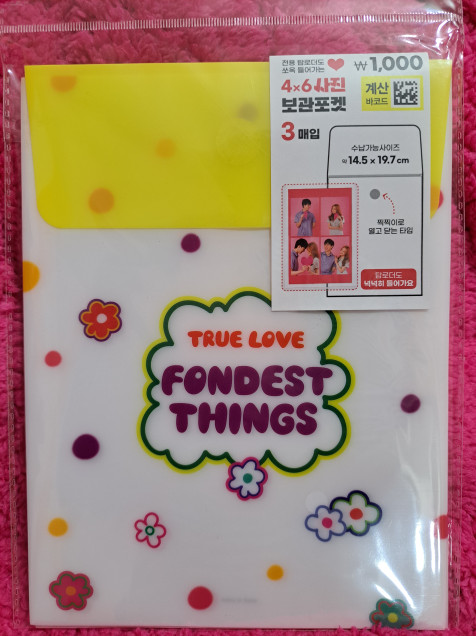 전용 탑로더도
쏘옥 들어가는
₩1,000
4×6 사진
보관포켓
계산
바코드
3 매입
수납가능사이즈
약 14.5 × 19.7 cm
찍찍이로
열고 닫는 타입
탑로더도
넉넉히 들어가요
TRUE LOVE
FONDEST
THINGS